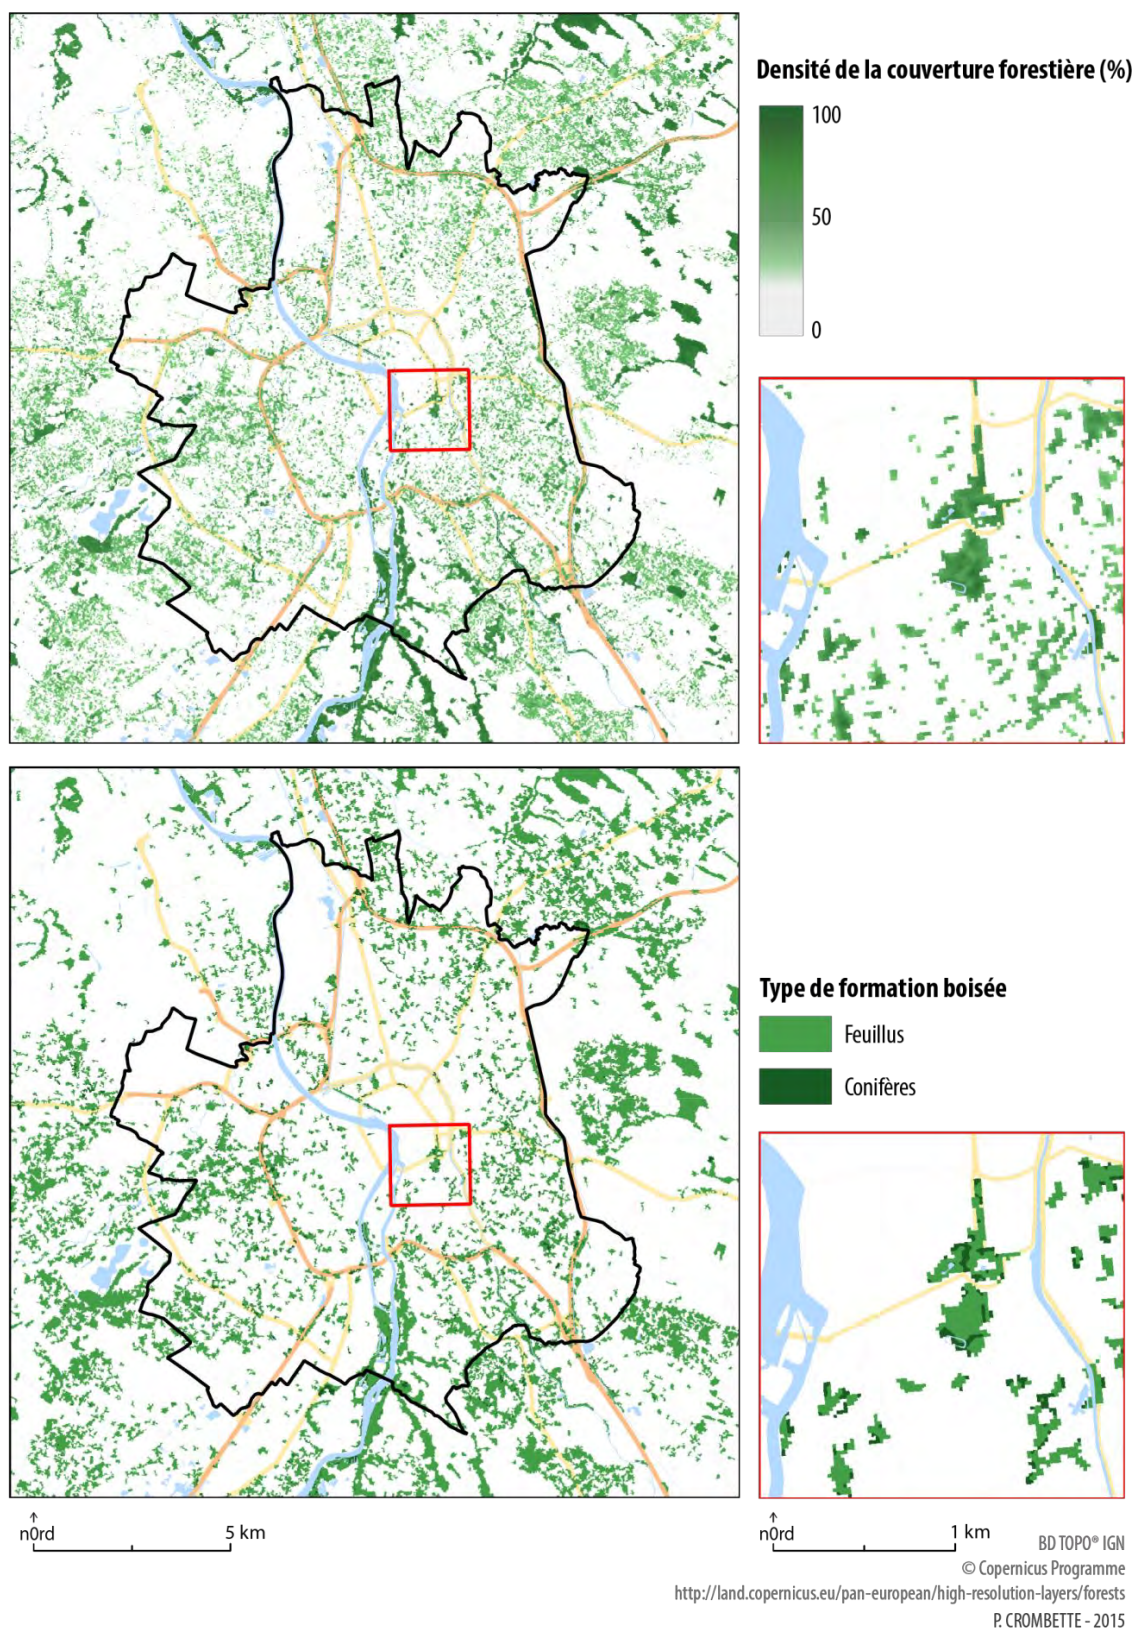 Densité de la couverture forestière (%)
100
50
0
Type de formation boisée
Feuillus
Conifères
n0rd
5 km
n0rd
1 km
BD TOPO® IGN
© Copernicus Programme
http://land.copernicus.eu/pan-european/high-resolution-layers/forests
P. CROMBETTE - 2015